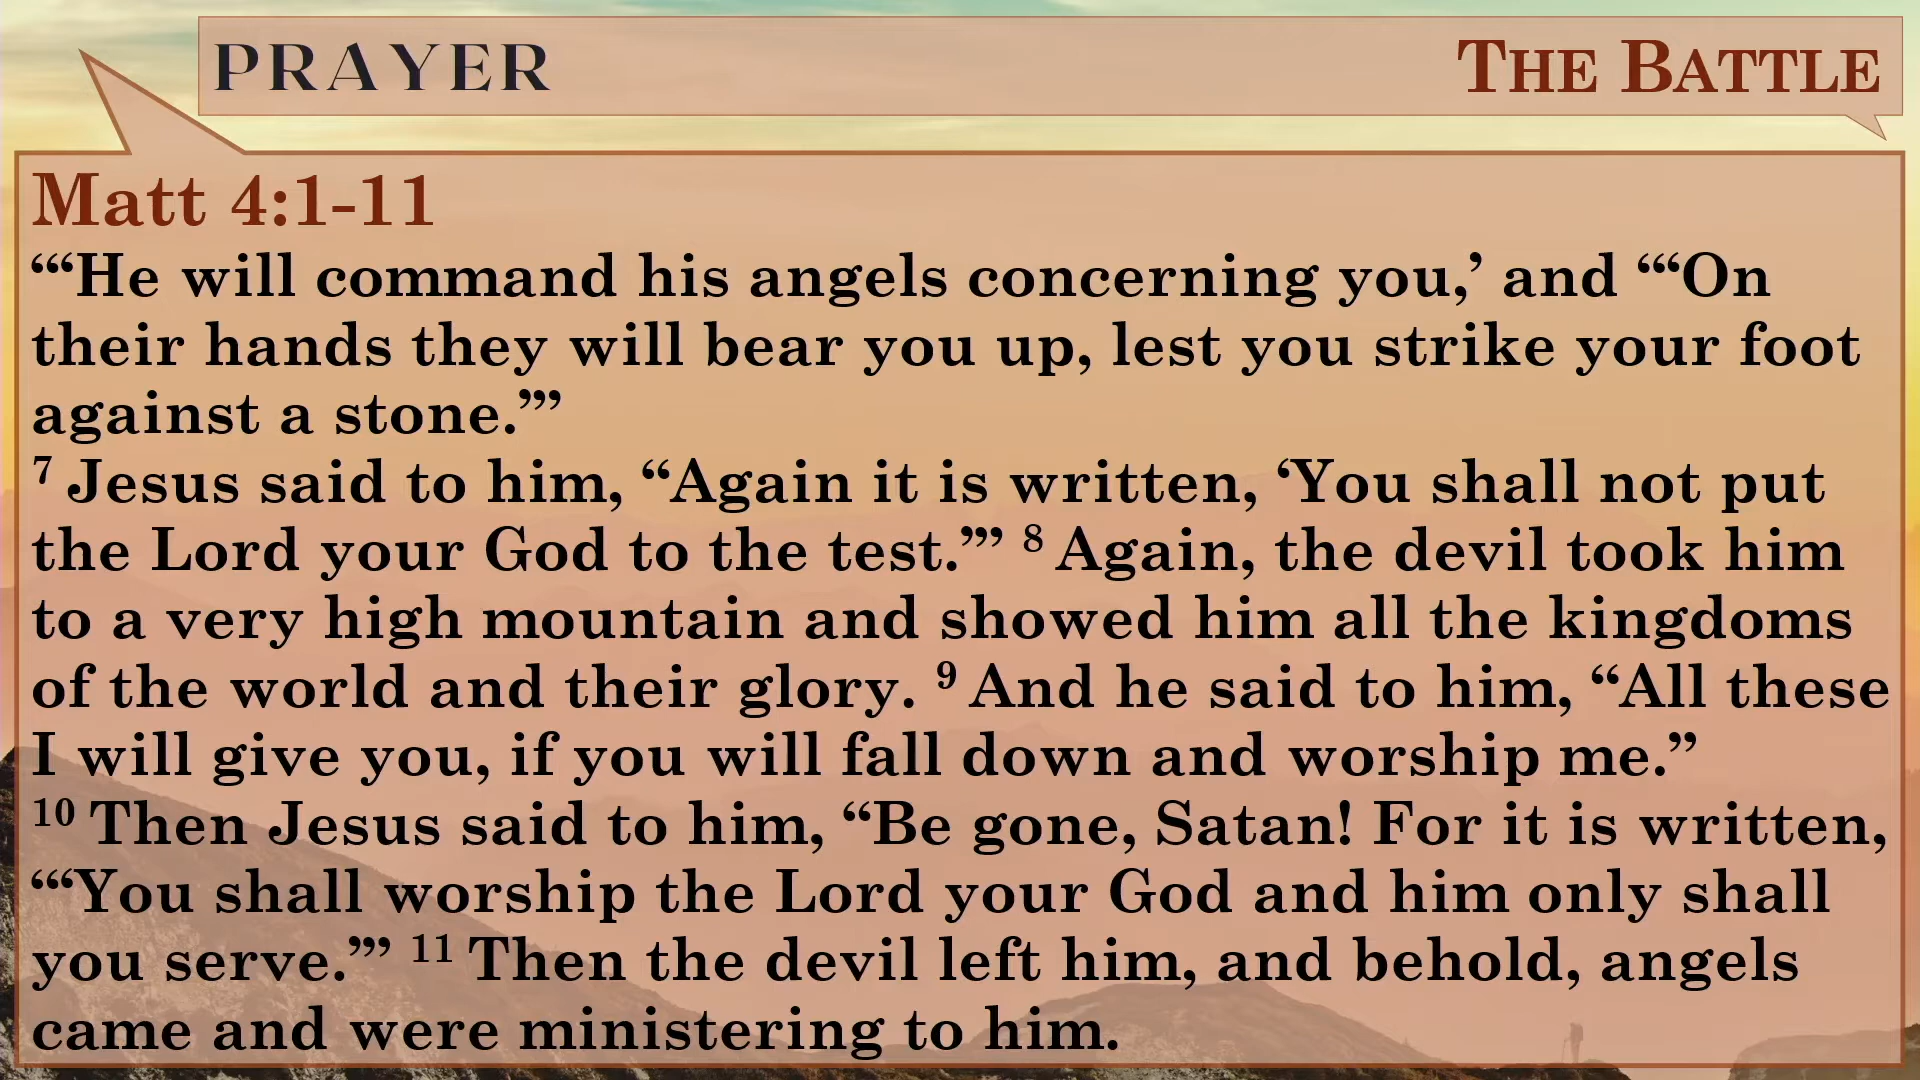 PRAYER
THE BATTLE
Matt 4:1-11
“‘He will command his angels concerning you,’ and “‘On
their hands they will bear you up, lest you strike your foot
against a stone.’”
7 Jesus said to him, “Again it is written, ‘You shall not put
the Lord your God to the test.’” 8 Again, the devil took him
to a very high mountain and showed him all the kingdoms
of the world and their glory. 9 And he said to him, “All these
I will give you, if you will fall down and worship me.”
10 Then Jesus said to him, “Be gone, Satan! For it is written,
“‘You shall worship the Lord your God and him only shall
you serve.’” 11 Then the devil left him, and behold, angels
came and were ministering to him.